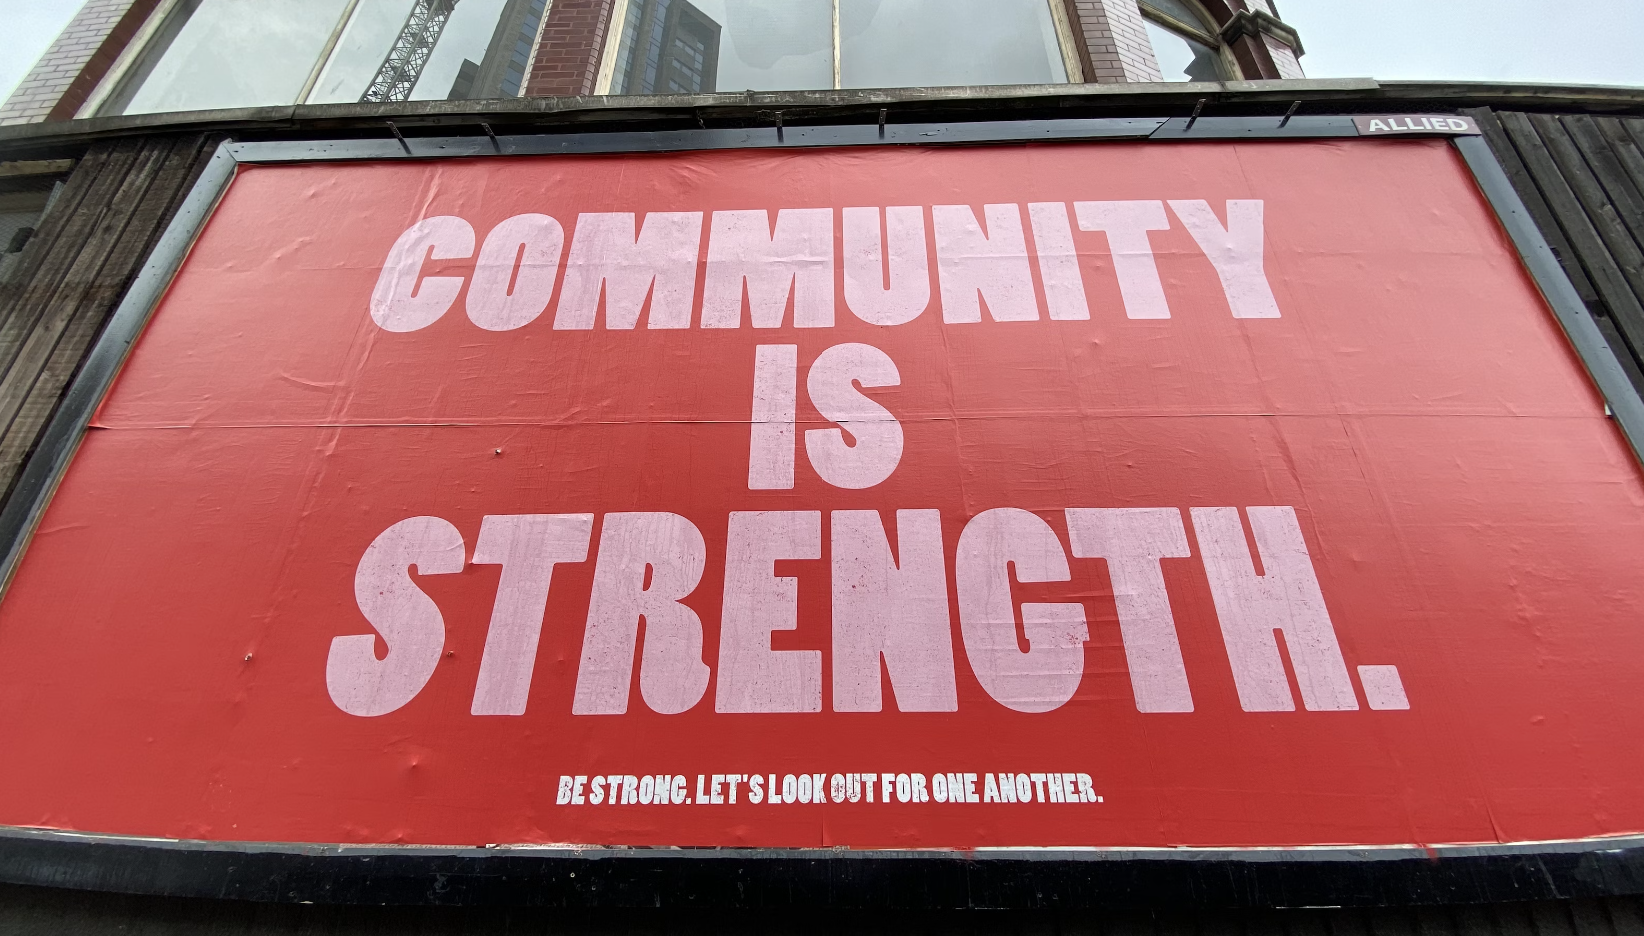 ALLIED
COMMUNITY
IS
STRENGTH.
BE STRONG. LET'S LOOK OUT FOR ONE ANOTHER.